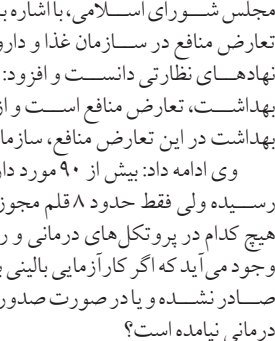 مجلس شورای اسلامی، با اشاره به
تعارض منافع در سازمان غذا و دارو
نهادهای نظارتی دانست و افزود:
بهداشت، تعارض منافع است و از
بهداشت در این تعارض منافع، سازما
وی ادامه داد: بیش از ۹۰ مورد دار
رسیده ولی فقط حدود ۸ قلم مجوز
هیچ کدام در پروتکل‌های درمانی و ر
وجود می‌آید که اگر کارآزمایی بالینی ب
صادر نشده و یا در صورت صدور
درمانی نیامده است؟